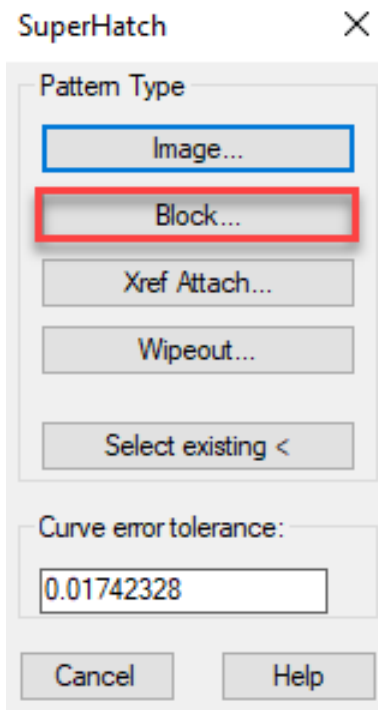 SuperHatch
Pattern Type
Image...
Block...
Xref Attach...
Wipeout...
Select existing <
Curve error tolerance:
0.01742328
Cancel Help